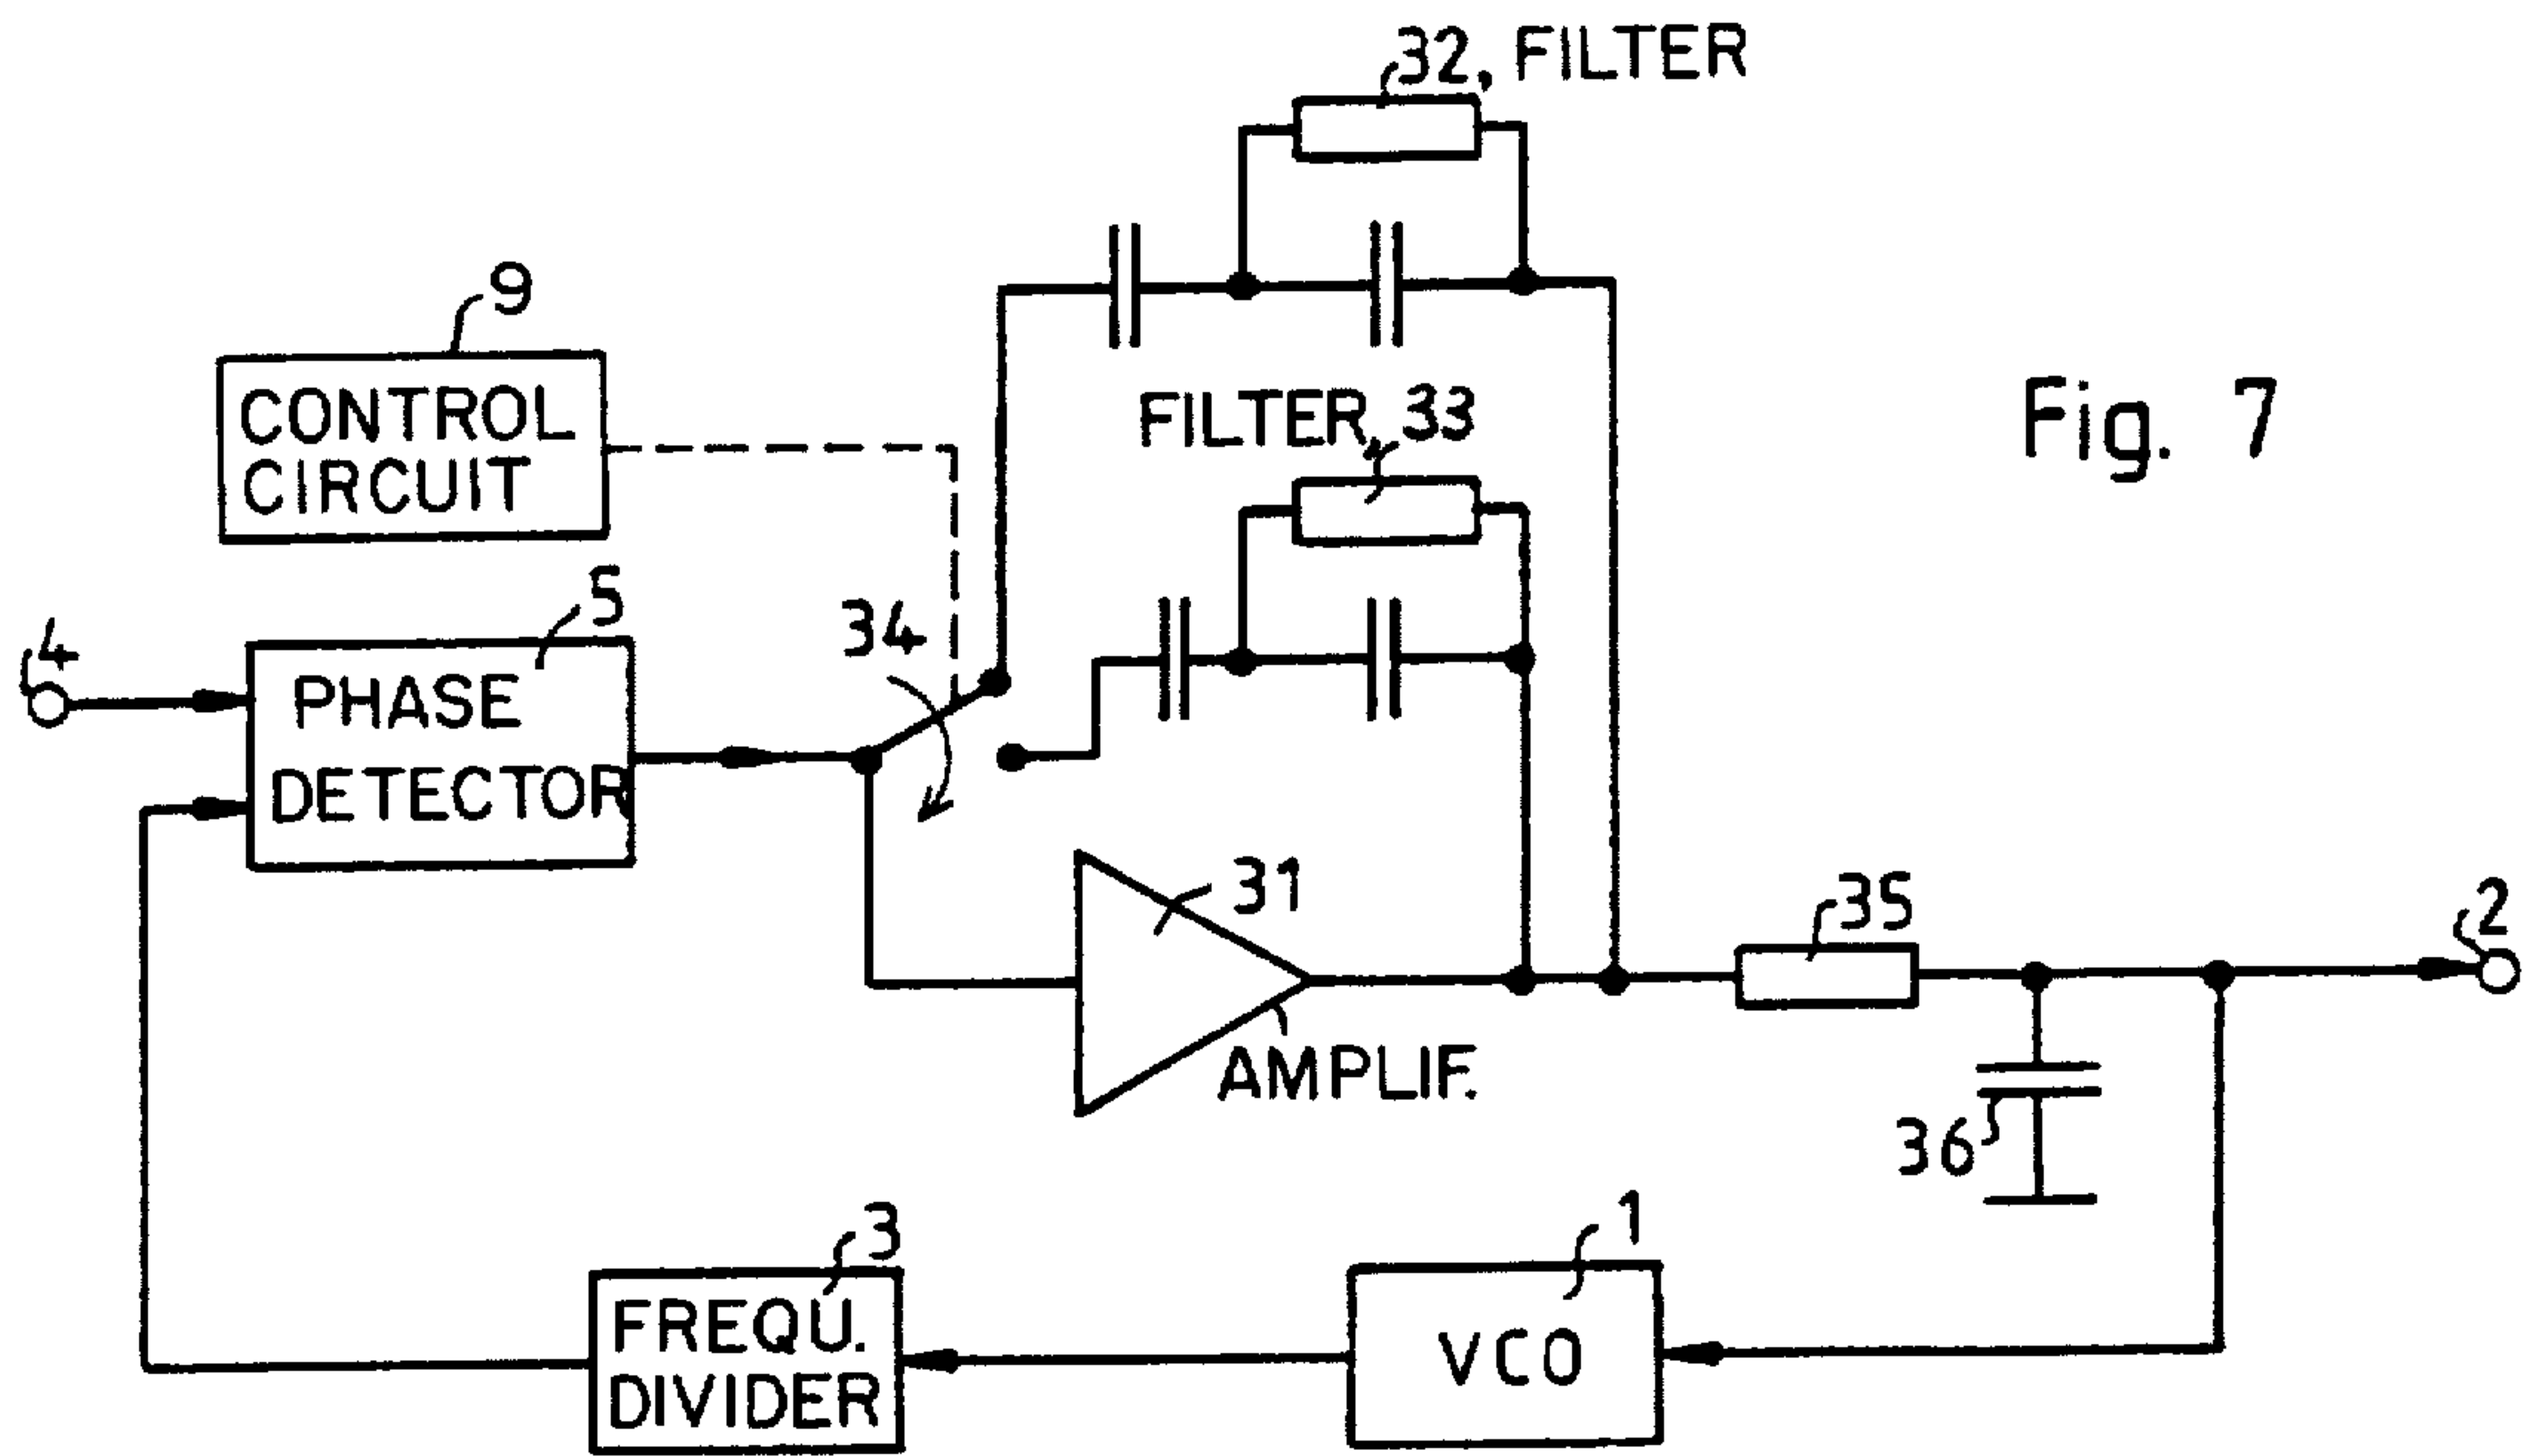 32, FILTER
9
CONTROL
CIRCUIT
FILTER, 33
Fig. 7
5
34
4
PHASE
DETECTOR
31
35
2
AMPLIF.
36
3
1
FREQU.
DIVIDER
VCO